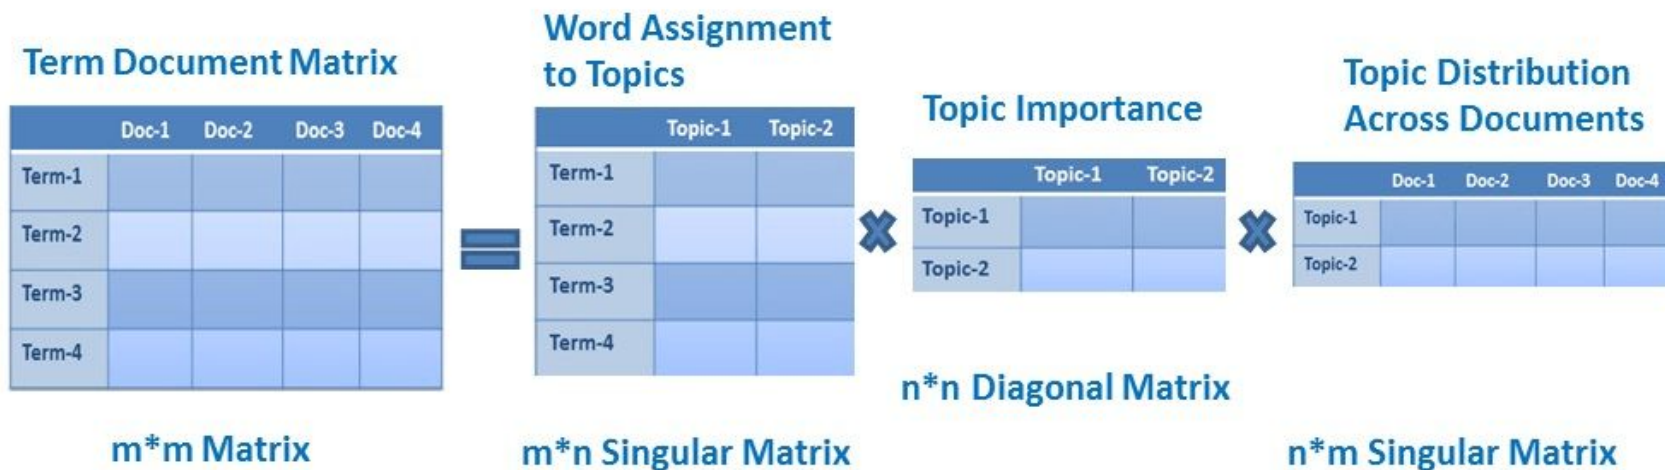 Term Document Matrix
Doc-1 Doc-2 Doc-3 Doc-4
Term-1
Term-2
Term-3
Term-4
m*m Matrix
Word Assignment
to Topics
Topic-1 Topic-2
Term-1
Term-2
Term-3
Term-4
m*n Singular Matrix
Topic Importance
Topic-1 Topic-2
Topic-1
Topic-2
n*n Diagonal Matrix
Topic Distribution
Across Documents
Doc-1 Doc-2 Doc-3 Doc-4
Topic-1
Topic-2
n*m Singular Matrix